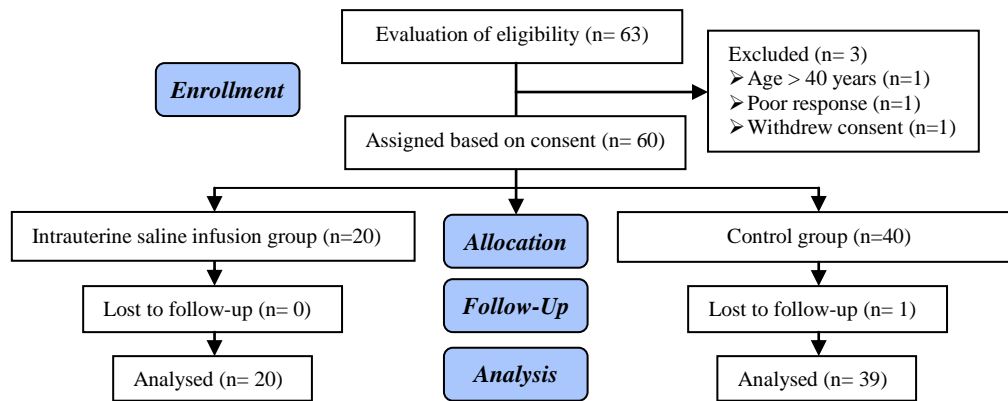 Evaluation of eligibility (n= 63)
Excluded (n= 3)
➢Age > 40 years (n=1)
➢Poor response (n=1)
➢Withdrew consent (n=1)
Enrollment
Assigned based on consent (n= 60)
Intrauterine saline infusion group (n=20)
Allocation
Control group (n=40)
Lost to follow-up (n= 0)
Follow-Up
Lost to follow-up (n= 1)
Analysed (n= 20)
Analysis
Analysed (n= 39)